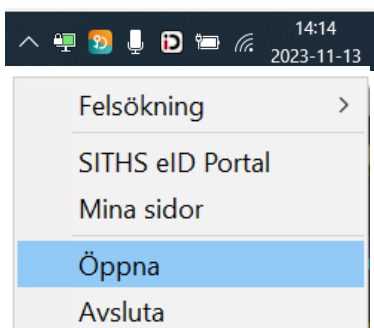 14:14
2023-11-13
Felsökning
SITHS eID Portal
Mina sidor
Öppna
Avsluta